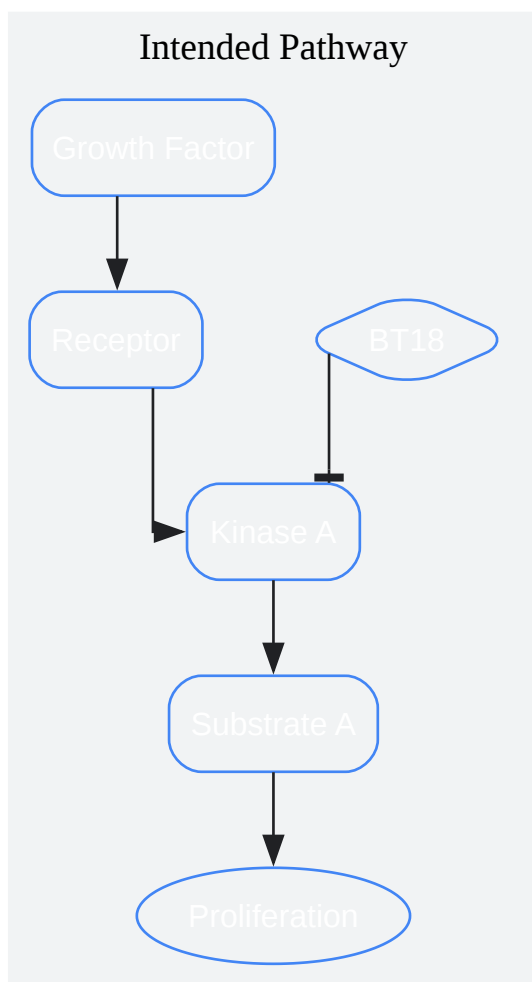 Intended Pathway
Growth Factor
Receptor
BT18
Kinase A
Substrate A
Proliferation